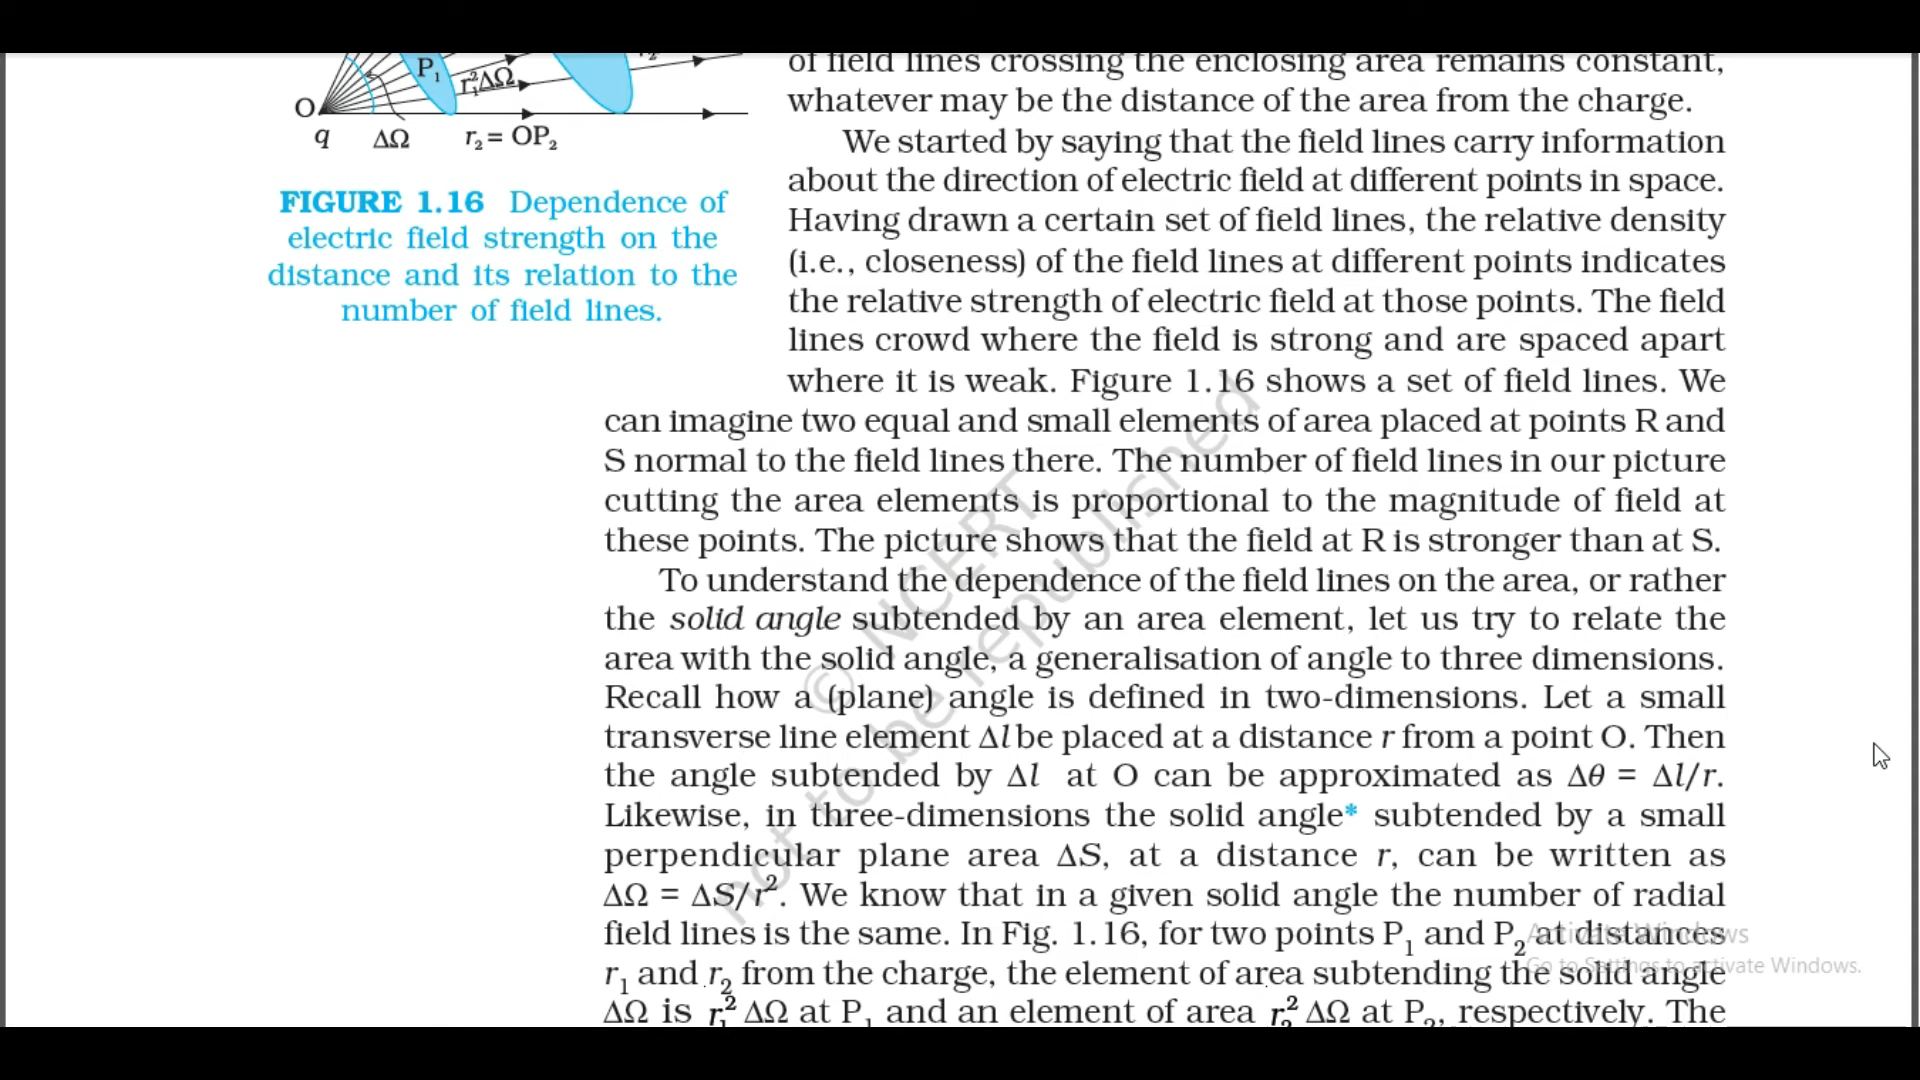 P₁
r₁²ΔΩ
O
q
ΔΩ
r₂ = OP₂
FIGURE 1.16 Dependence of
electric field strength on the
distance and its relation to the
number of field lines.
of field lines crossing the enclosing area remains constant,
whatever may be the distance of the area from the charge.
We started by saying that the field lines carry information
about the direction of electric field at different points in space.
Having drawn a certain set of field lines, the relative density
(i.e., closeness) of the field lines at different points indicates
the relative strength of electric field at those points. The field
lines crowd where the field is strong and are spaced apart
where it is weak. Figure 1.16 shows a set of field lines. We
can imagine two equal and small elements of area placed at points R and
S normal to the field lines there. The number of field lines in our picture
cutting the area elements is proportional to the magnitude of field at
these points. The picture shows that the field at R is stronger than at S.
To understand the dependence of the field lines on the area, or rather
the solid angle subtended by an area element, let us try to relate the
area with the solid angle, a generalisation of angle to three dimensions.
Recall how a (plane) angle is defined in two-dimensions. Let a small
transverse line element Δl be placed at a distance r from a point O. Then
the angle subtended by Δl at O can be approximated as Δθ = Δl/r.
Likewise, in three-dimensions the solid angle* subtended by a small
perpendicular plane area ΔS, at a distance r, can be written as
ΔΩ = ΔS/r². We know that in a given solid angle the number of radial
field lines is the same. In Fig. 1.16, for two points P₁ and P₂ at distances
r₁ and r₂ from the charge, the element of area subtending the solid angle
ΔΩ is r₁² ΔΩ at P₁ and an element of area r₂² ΔΩ at P₂, respectively. The
© NCERT
not to be republished
Activate Windows
Go to Settings to activate Windows.